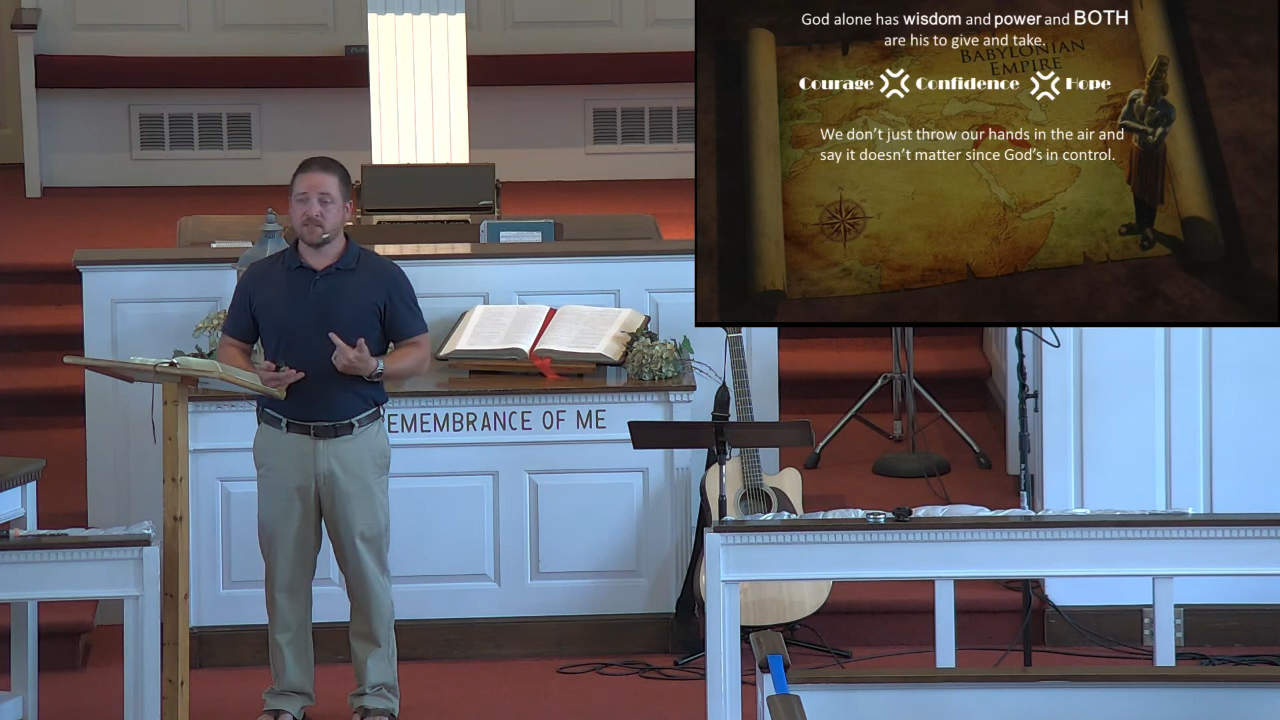 God alone has wisdom and power and BOTH
are his to give and take.
BABYLONIAN
EMPIRE
Courage Confidence Hope
We don't just throw our hands in the air and
say it doesn't matter since God's in control.
EMEMBRANCE OF ME